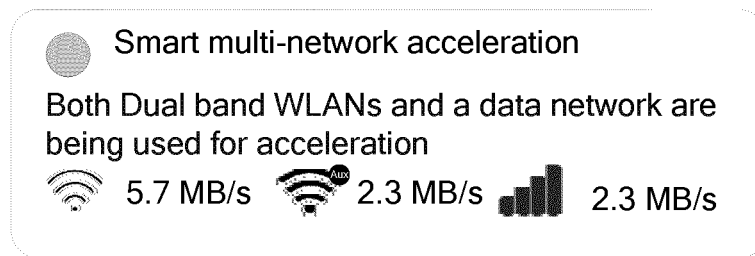 Smart multi-network acceleration
Both Dual band WLANs and a data network are
being used for acceleration
5.7 MB/s Aux 2.3 MB/s 2.3 MB/s